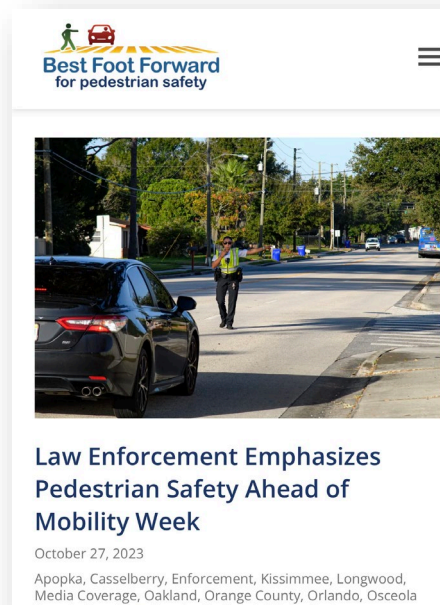 Best Foot Forward
for pedestrian safety
Law Enforcement Emphasizes
Pedestrian Safety Ahead of
Mobility Week
October 27, 2023
Apopka, Casselberry, Enforcement, Kissimmee, Longwood,
Media Coverage, Oakland, Orange County, Orlando, Osceola